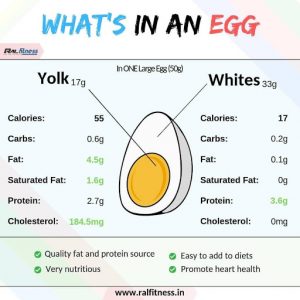 WHAT'S IN AN EGG
RALfitness
In ONE Large Egg (50g)
Yolk 17g
Calories: 55
Carbs: 0.6g
Fat: 4.5g
Saturated Fat: 1.6g
Protein: 2.7g
Cholesterol: 184.5mg
Whites 33g
Calories: 17
Carbs: 0.2g
Fat: 0.1g
Saturated Fat: 0g
Protein: 3.6g
Cholesterol: 0mg
Quality fat and protein source
Very nutritious
Easy to add to diets
Promote heart health
www.ralfitness.in